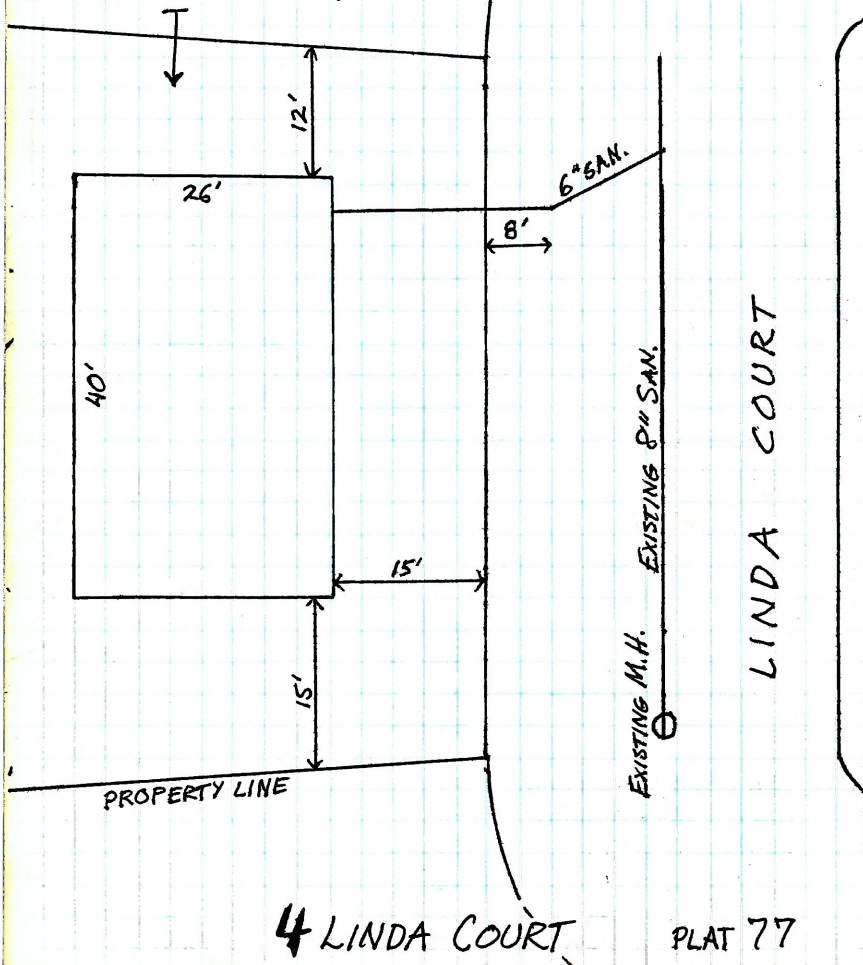 12'
26'
6" SAN.
8'
40'
EXISTING 8" SAN.
LINDA COURT
15'
EXISTING M.H.
15'
PROPERTY LINE
4 LINDA COURT PLAT 77